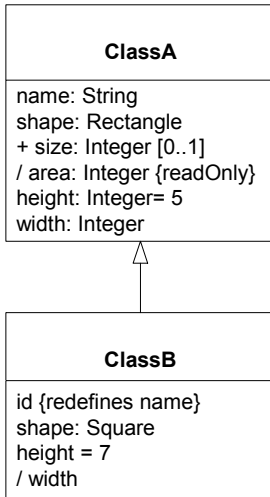 ClassA
name: String
shape: Rectangle
+ size: Integer [0..1]
/ area: Integer {readOnly}
height: Integer= 5
width: Integer
ClassB
id {redefines name}
shape: Square
height = 7
/ width